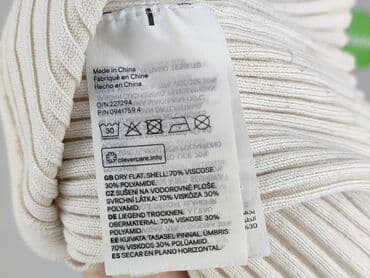 Made in China
Fabriqué en Chine
Hecho en China
O/N 227294
P/N 0941759.4
30
clevercare.info
GB DRY FLAT. SHELL: 70% VISCOSE
30% POLYAMIDE.
CZ SUŠENÍ NA VODOROVNÉ PLOŠE.
SVRCHNÍ LÁTKA: 70% VISKÓZA 30%
POLYAMID.
DE LIEGEND TROCKNEN.
OBERMATERIAL: 70% VISKOSE 30%
POLYAMID.
EE KUIVATA TASASEL PINNAL. ÜMBRIS:
70% VISKOOS 30% POLÜAMIID.
ES SECAR EN PLANO HORIZONTAL.